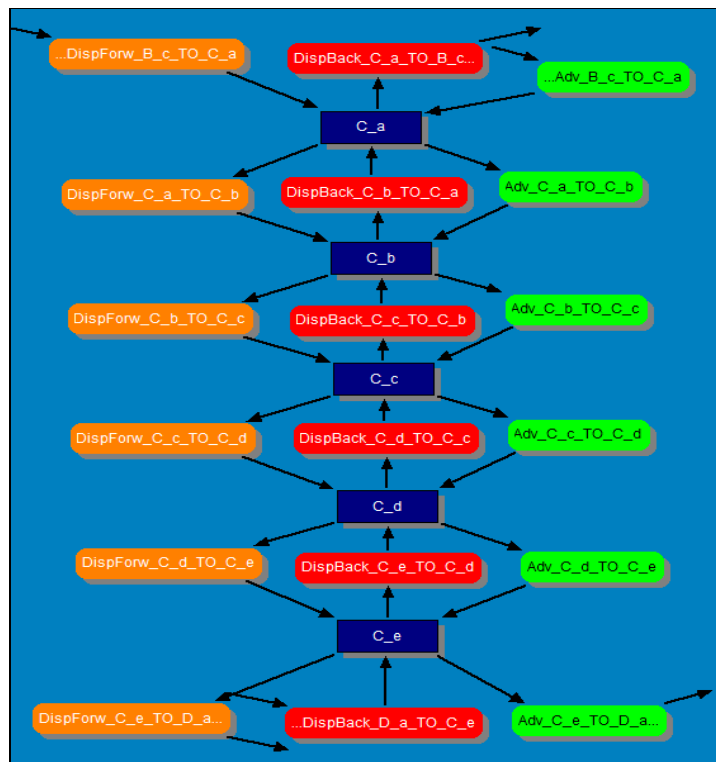 ...DispForw_B_c_TO_C_a
DispBack_C_a_TO_B_c...
...Adv_B_c_TO_C_a
C_a
DispForw_C_a_TO_C_b
DispBack_C_b_TO_C_a
Adv_C_a_TO_C_b
C_b
DispForw_C_b_TO_C_c
DispBack_C_c_TO_C_b
Adv_C_b_TO_C_c
C_c
DispForw_C_c_TO_C_d
DispBack_C_d_TO_C_c
Adv_C_c_TO_C_d
C_d
DispForw_C_d_TO_C_e
DispBack_C_e_TO_C_d
Adv_C_d_TO_C_e
C_e
DispForw_C_e_TO_D_a...
...DispBack_D_a_TO_C_e
Adv_C_e_TO_D_a...